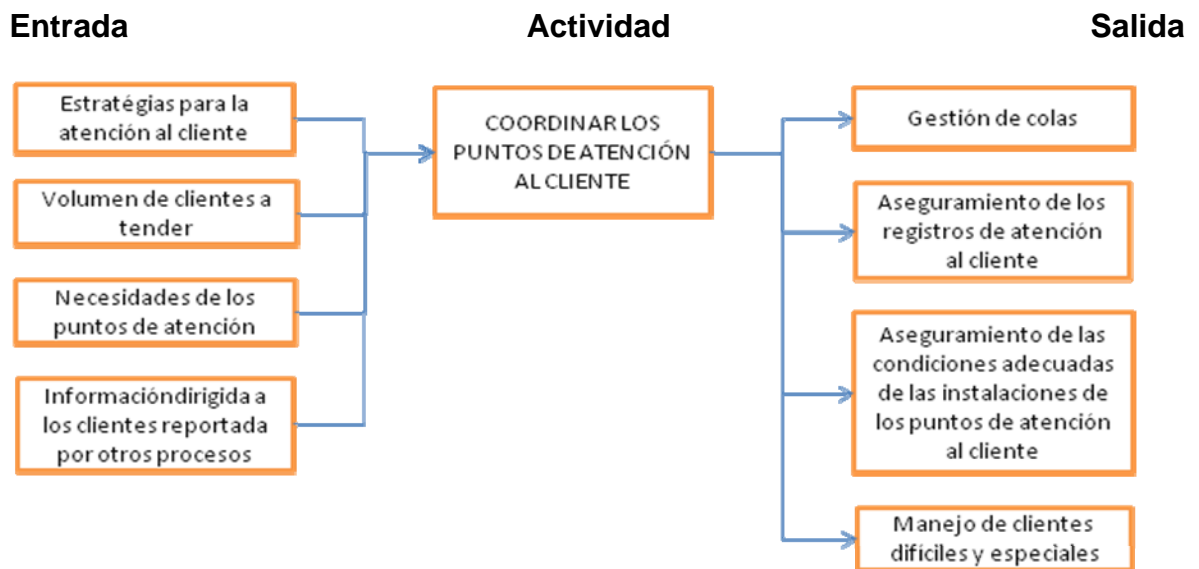 Entrada
Actividad
Salida
Estratégias para la
atención al cliente
Volumen de clientes a
tender
Necesidades de los
puntos de atención
Informacióndirigida a
los clientes reportada
por otros procesos
COORDINAR LOS
PUNTOS DE ATENCIÓN
AL CLIENTE
Gestión de colas
Aseguramiento de los
registros de atención
al cliente
Aseguramiento de las
condiciones adecuadas
de las instalaciones de
los puntos de atención
al cliente
Manejo de clientes
difíciles y especiales